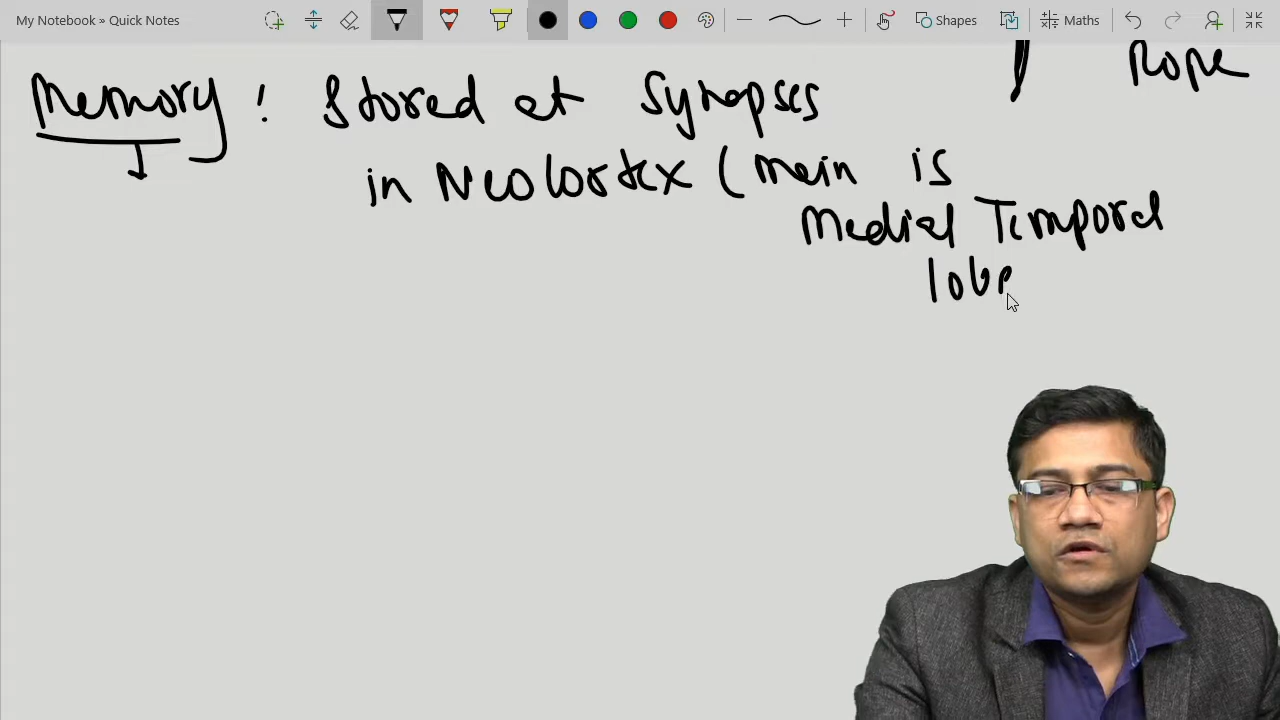 My Notebook » Quick Notes
Shapes
Maths
Rope
Memory : Stored at Synapses
in Neocortex (main is
Medial Temporal
lobe